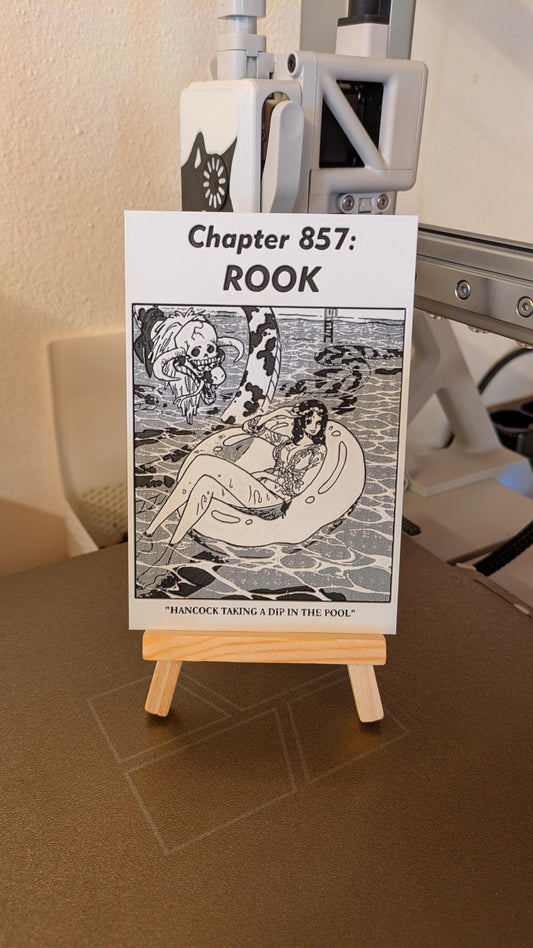 Chapter 857:
ROOK
"HANCOCK TAKING A DIP IN THE POOL"